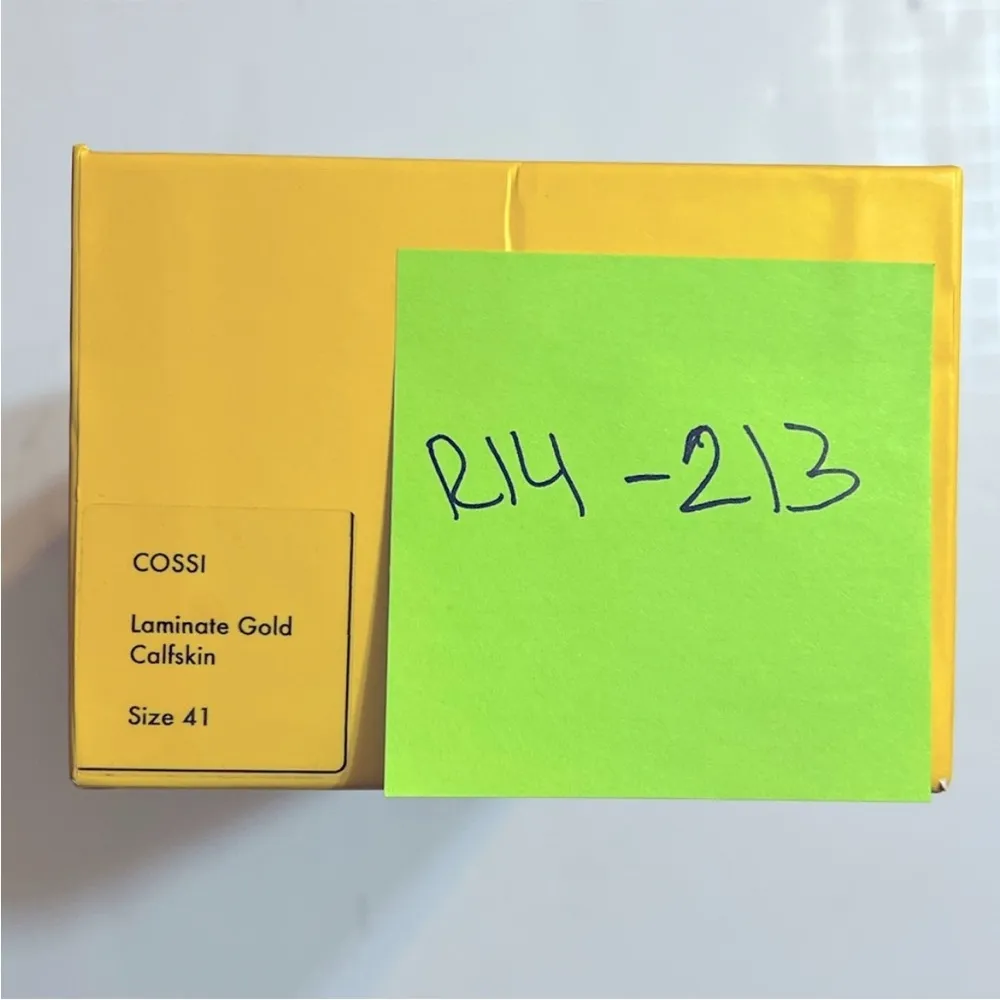 R14-213
COSSI
Laminate Gold
Calfskin
Size 41